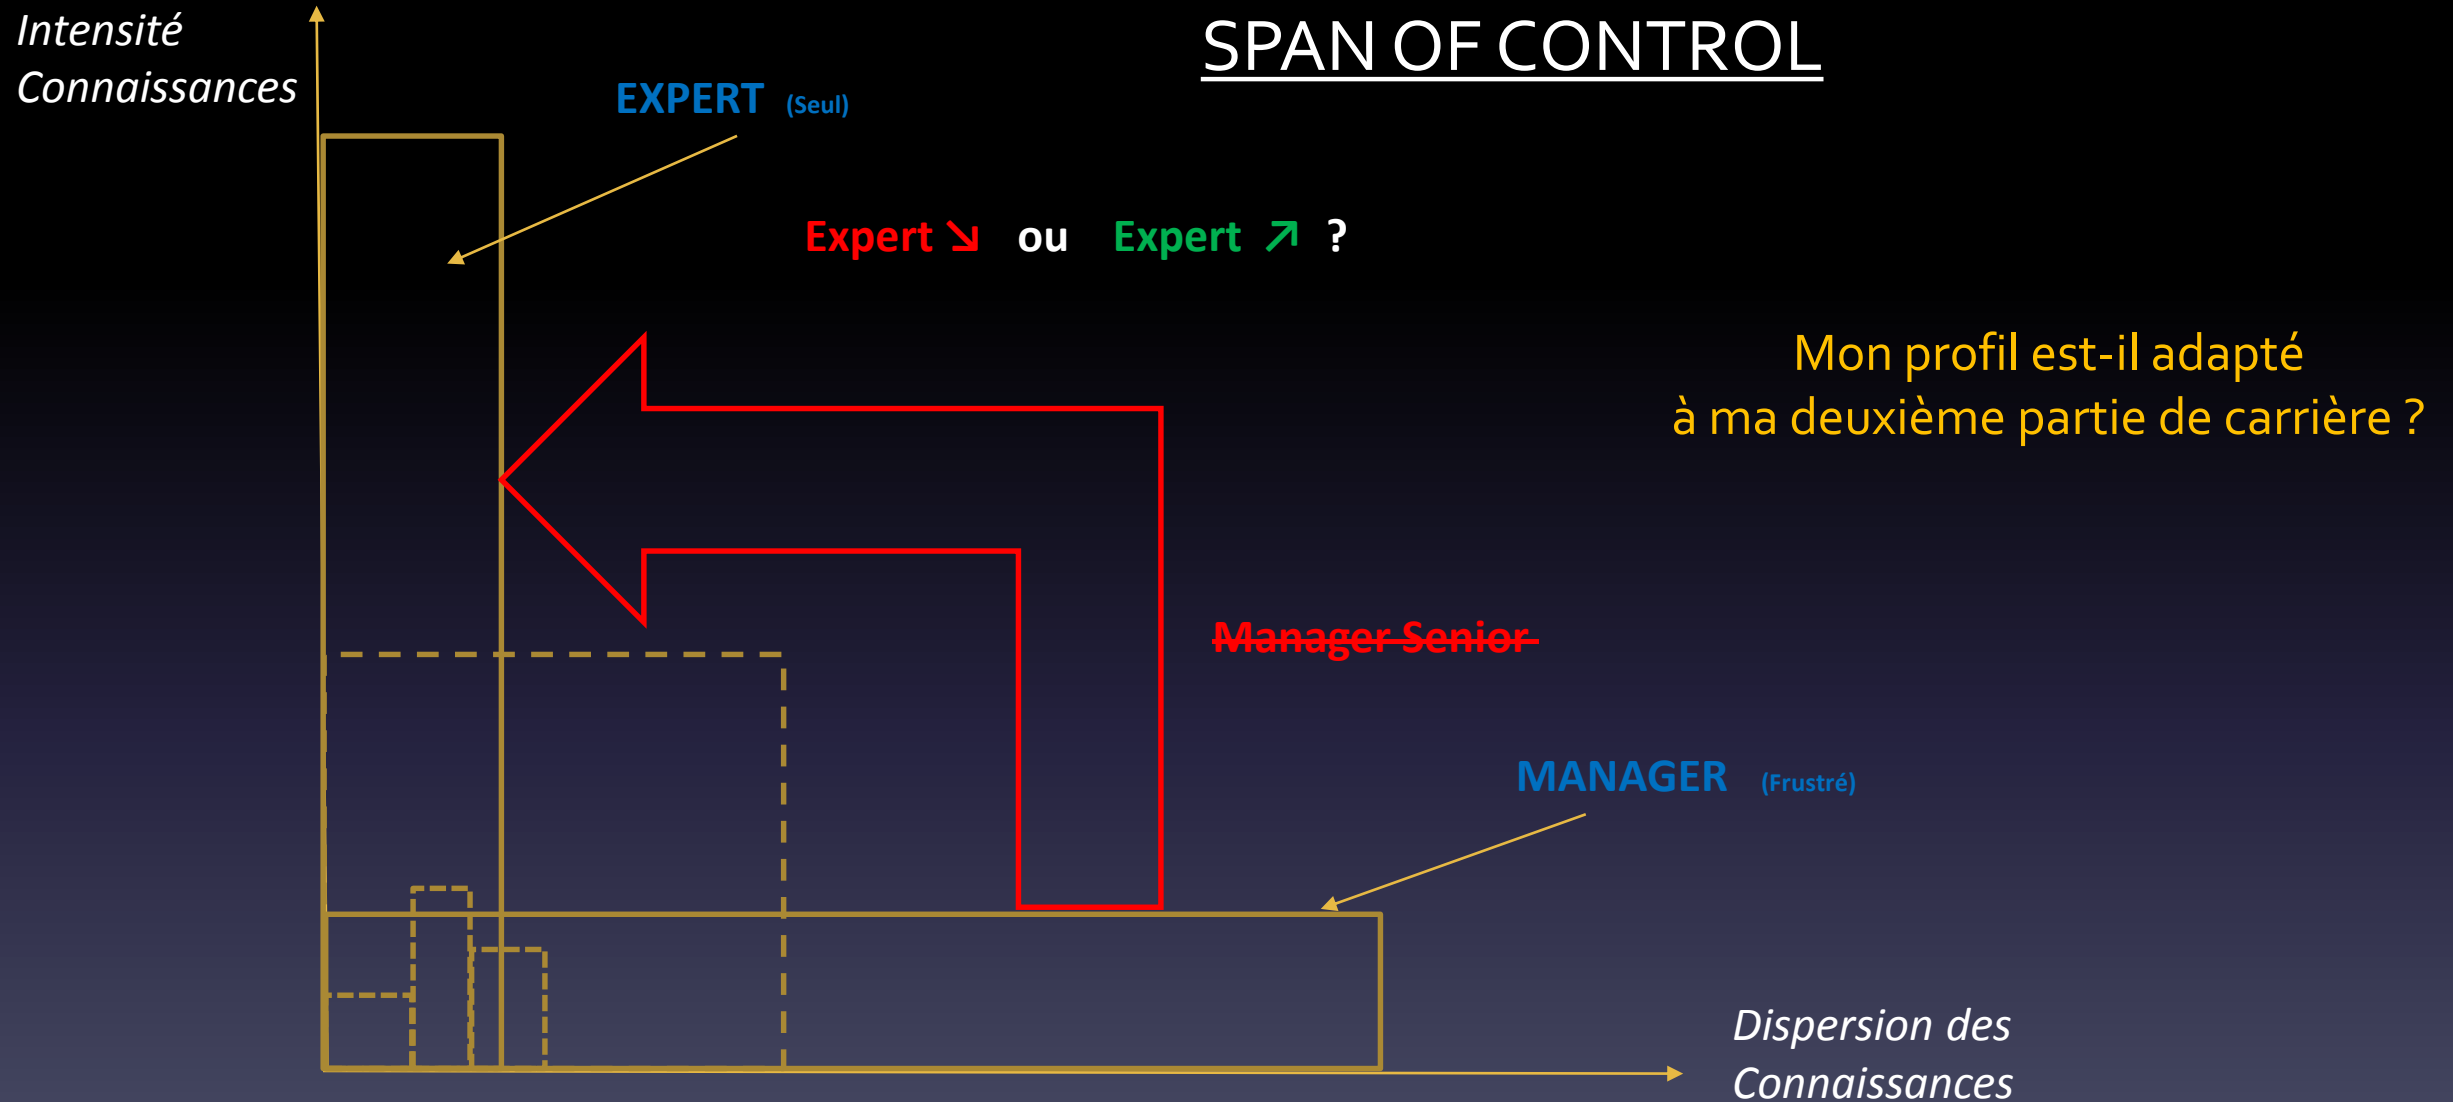 Intensité
Connaissances
SPAN OF CONTROL
EXPERT (Seul)
Expert ↘ ou Expert ↗ ?
Mon profil est-il adapté
à ma deuxième partie de carrière ?
Manager Senior
MANAGER (Frustré)
Dispersion des
Connaissances